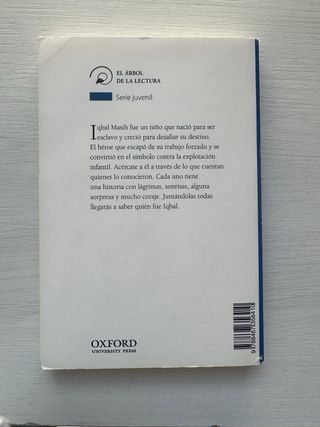 EL ÁRBOL
DE LA LECTURA
Serie juvenil
Iqbal Masih fue un niño que nació para ser
esclavo y creció para desafiar su destino.
El héroe que escapó de su trabajo forzado y se
convirtió en el símbolo contra la explotación
infantil. Acércate a él a través de lo que cuentan
quienes lo conocieron. Cada uno tiene
una historia con lágrimas, sonrisas, alguna
sorpresa y mucho coraje. Juntándolas todas
llegarás a saber quién fue Iqbal.
OXFORD
UNIVERSITY PRESS